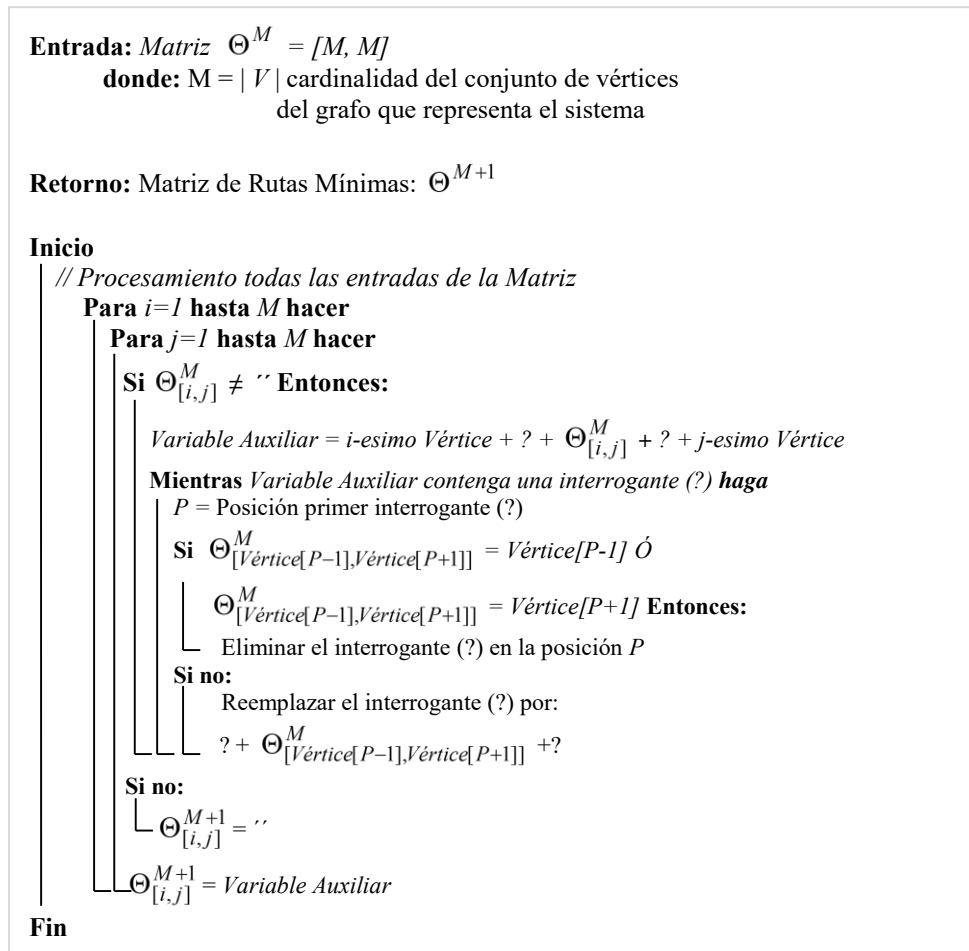 Entrada: Matriz Θ^M = [M, M]
donde: M = | V | cardinalidad del conjunto de vértices
del grafo que representa el sistema
Retorno: Matriz de Rutas Mínimas: Θ^{M+1}
Inicio
// Procesamiento todas las entradas de la Matriz
Para i=1 hasta M hacer
Para j=1 hasta M hacer
Si Θ^M_{[i,j]} ≠ ´´ Entonces:
Variable Auxiliar = i-esimo Vértice + ? + Θ^M_{[i,j]} + ? + j-esimo Vértice
Mientras Variable Auxiliar contenga una interrogante (?) haga
P = Posición primer interrogante (?)
Si Θ^M_{[Vértice[P−1],Vértice[P+1]]} = Vértice[P-1] Ó
Θ^M_{[Vértice[P−1],Vértice[P+1]]} = Vértice[P+1] Entonces:
Eliminar el interrogante (?) en la posición P
Si no:
Reemplazar el interrogante (?) por:
? + Θ^M_{[Vértice[P−1],Vértice[P+1]]} +?
Si no:
Θ^{M+1}_{[i,j]} = ´´
Θ^{M+1}_{[i,j]} = Variable Auxiliar
Fin